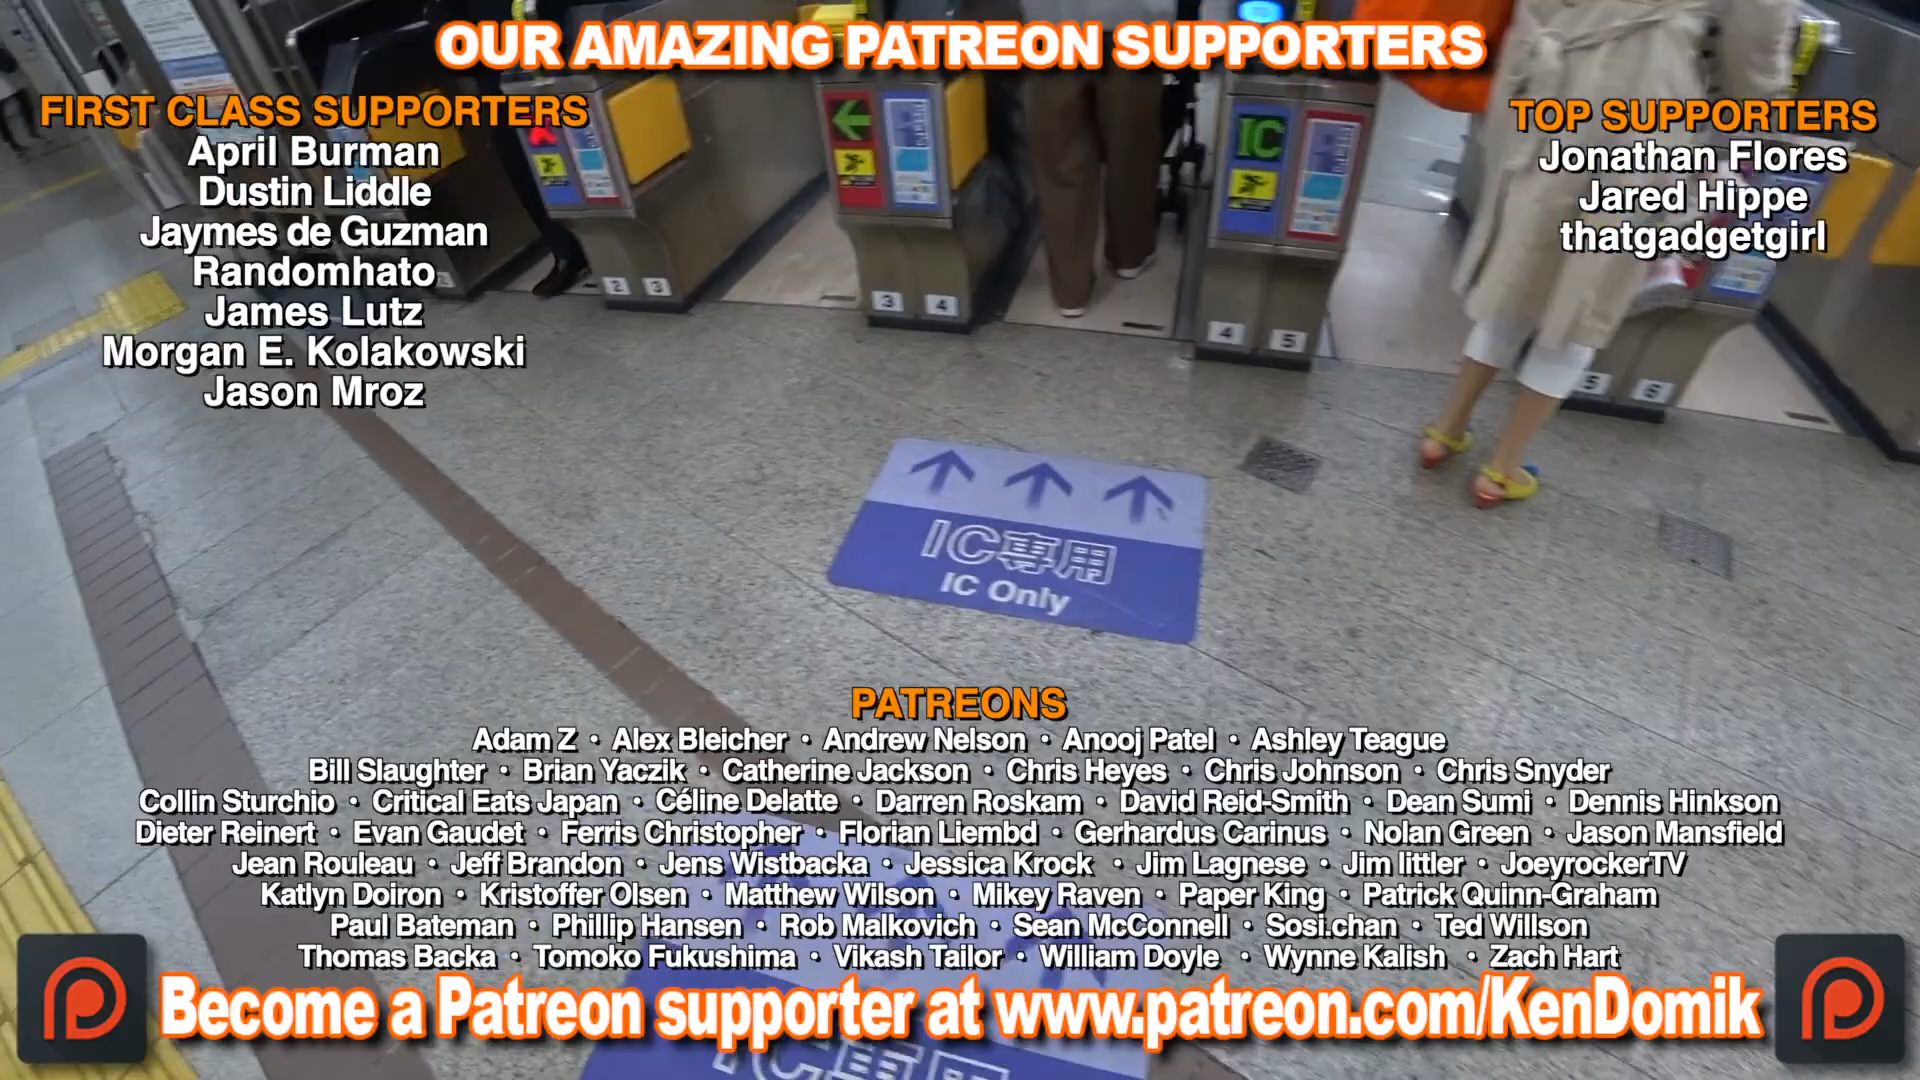 OUR AMAZING PATREON SUPPORTERS
FIRST CLASS SUPPORTERS
April Burman
Dustin Liddle
Jaymes de Guzman
Randomhato
James Lutz
Morgan E. Kolakowski
Jason Mroz
TOP SUPPORTERS
Jonathan Flores
Jared Hippe
thatgadgetgirl
IC
2 3
3 4
4 5
5 6
IC専用
IC Only
PATREONS
Adam Z • Alex Bleicher • Andrew Nelson • Anooj Patel • Ashley Teague
Bill Slaughter • Brian Yaczik • Catherine Jackson • Chris Heyes • Chris Johnson • Chris Snyder
Collin Sturchio • Critical Eats Japan • Céline Delatte • Darren Roskam • David Reid-Smith • Dean Sumi • Dennis Hinkson
Dieter Reinert • Evan Gaudet • Ferris Christopher • Florian Liembd • Gerhardus Carinus • Nolan Green • Jason Mansfield
Jean Rouleau • Jeff Brandon • Jens Wistbacka • Jessica Krock • Jim Lagnese • Jim littler • JoeyrockerTV
Katlyn Doiron • Kristoffer Olsen • Matthew Wilson • Mikey Raven • Paper King • Patrick Quinn-Graham
Paul Bateman • Phillip Hansen • Rob Malkovich • Sean McConnell • Sosi.chan • Ted Willson
Thomas Backa • Tomoko Fukushima • Vikash Tailor • William Doyle • Wynne Kalish • Zach Hart
Become a Patreon supporter at www.patreon.com/KenDomik
IC専用